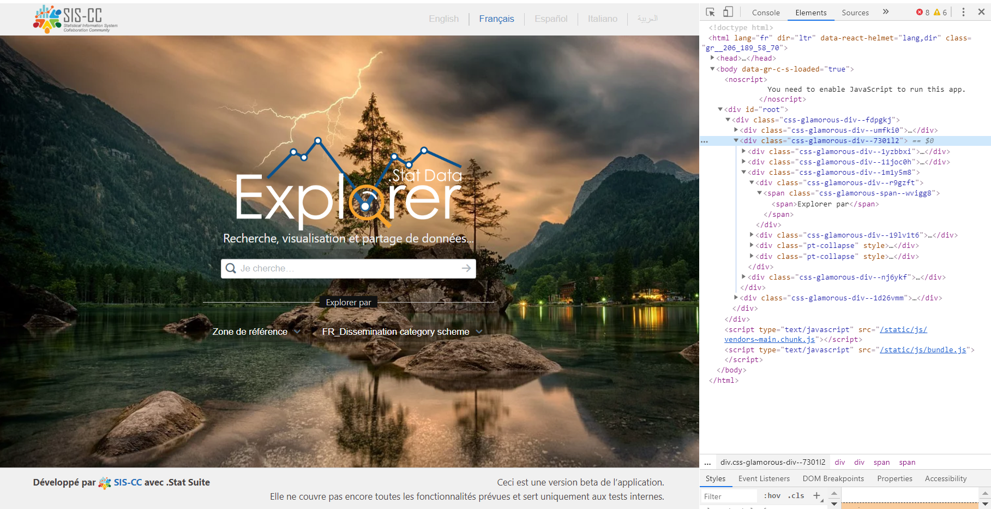 SIS-CC
Statistical Information System
Collaboration Community
English
Français
Español
Italiano
العربية
.Stat Data
Explorer
Recherche, visualisation et partage de données...
Je cherche...
Explorer par
Zone de référence
FR_Dissemination category scheme
Développé par SIS-CC avec .Stat Suite
Ceci est une version beta de l'application.
Elle ne couvre pas encore toutes les fonctionnalités prévues et sert uniquement aux tests internes.
Console Elements Sources » 8 6
<!doctype html>
<html lang="fr" dir="ltr" data-react-helmet="lang,dir" class=
"gr__206_189_58_70">
<head>…</head>
<body data-gr-c-s-loaded="true">
<noscript>
You need to enable JavaScript to run this app.
</noscript>
<div id="root">
<div class="css-glamorous-div--fdpgkj">
<div class="css-glamorous-div--umfki0">…</div>
... <div class="css-glamorous-div--7301l2"> == $0
<div class="css-glamorous-div--1yzbbxi">…</div>
<div class="css-glamorous-div--11joc0h">…</div>
<div class="css-glamorous-div--1m1y5m8">
<div class="css-glamorous-div--r9gzft">
<span class="css-glamorous-span--wvigg8">
<span>Explorer par</span>
</span>
</div>
<div class="css-glamorous-div--19lv1t6">…</div>
<div class="pt-collapse" style>…</div>
<div class="pt-collapse" style>…</div>
</div>
<div class="css-glamorous-div--nj6ykf">…</div>
</div>
<div class="css-glamorous-div--1d26vmm">…</div>
</div>
</div>
<script type="text/javascript" src="/static/js/
vendors~main.chunk.js"></script>
<script type="text/javascript" src="/static/js/bundle.js">
</script>
</body>
</html>
... div.css-glamorous-div--7301l2 div div span span
Styles Event Listeners DOM Breakpoints Properties Accessibility
Filter :hov .cls +